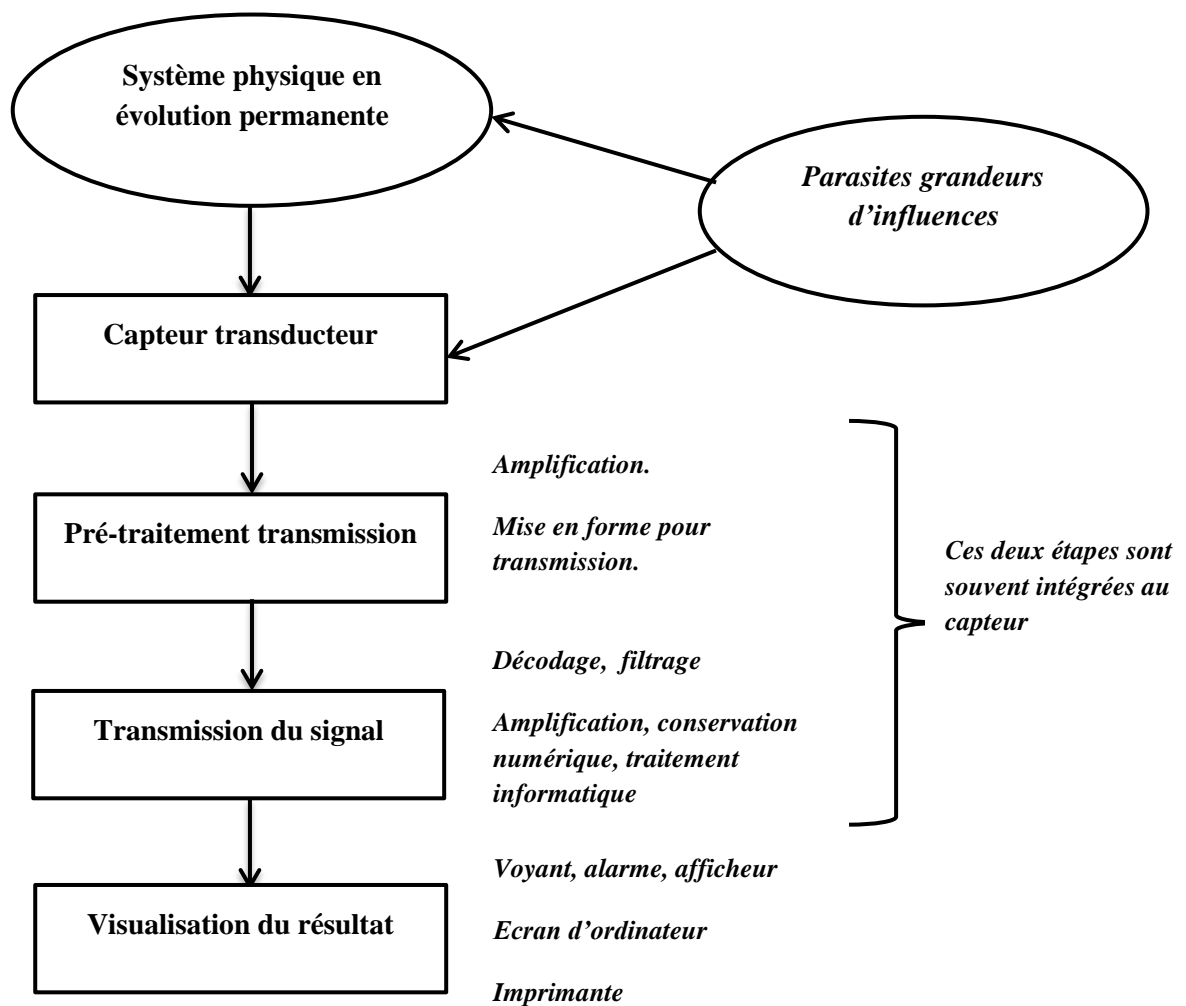 Système physique en
évolution permanente
Parasites grandeurs
d’influences
Capteur transducteur
Amplification.
Pré-traitement transmission
Mise en forme pour
transmission.
Ces deux étapes sont
souvent intégrées au
capteur
Décodage, filtrage
Transmission du signal
Amplification, conservation
numérique, traitement
informatique
Voyant, alarme, afficheur
Visualisation du résultat
Ecran d’ordinateur
Imprimante